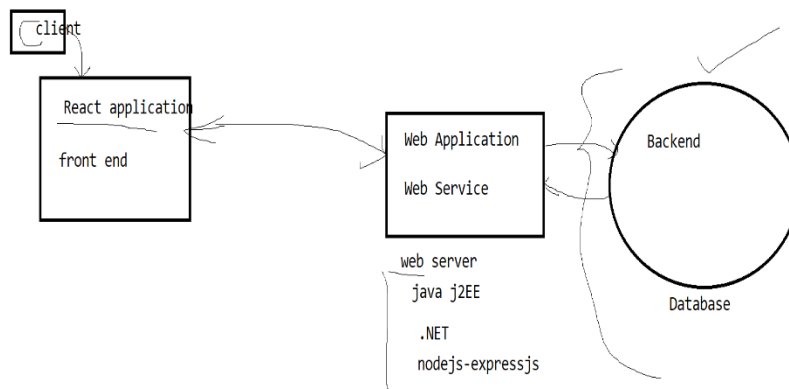 client
React application
front end
Web Application
Web Service
web server
java j2EE
.NET
nodejs-expressjs
Backend
Database